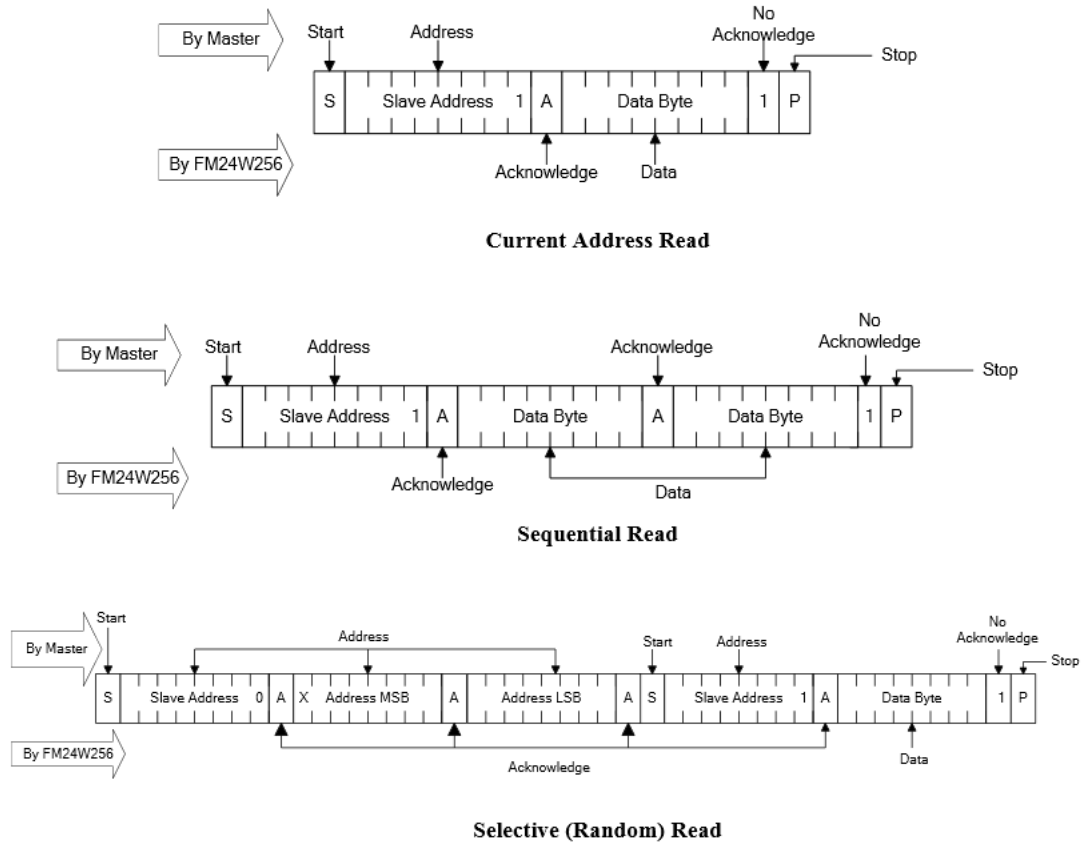 By Master
Start
Address
No
Acknowledge
Stop
S Slave Address 1 A Data Byte 1 P
By FM24W256
Acknowledge
Data
Current Address Read
By Master
Start
Address
Acknowledge
No
Acknowledge
Stop
S Slave Address 1 A Data Byte A Data Byte 1 P
By FM24W256
Acknowledge
Data
Sequential Read
Start
By Master
Address
Start
Address
No
Acknowledge
Stop
S Slave Address 0 A X Address MSB A Address LSB A S Slave Address 1 A Data Byte 1 P
By FM24W256
Acknowledge
Data
Selective (Random) Read